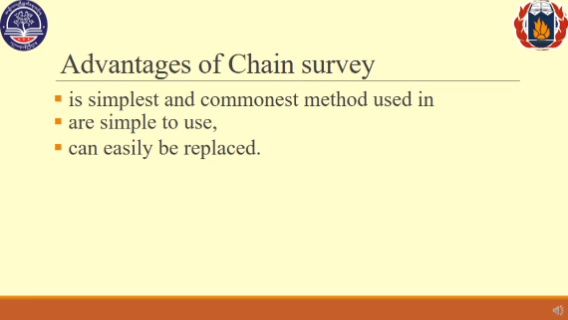 Advantages of Chain survey
is simplest and commonest method used in
are simple to use,
can easily be replaced.